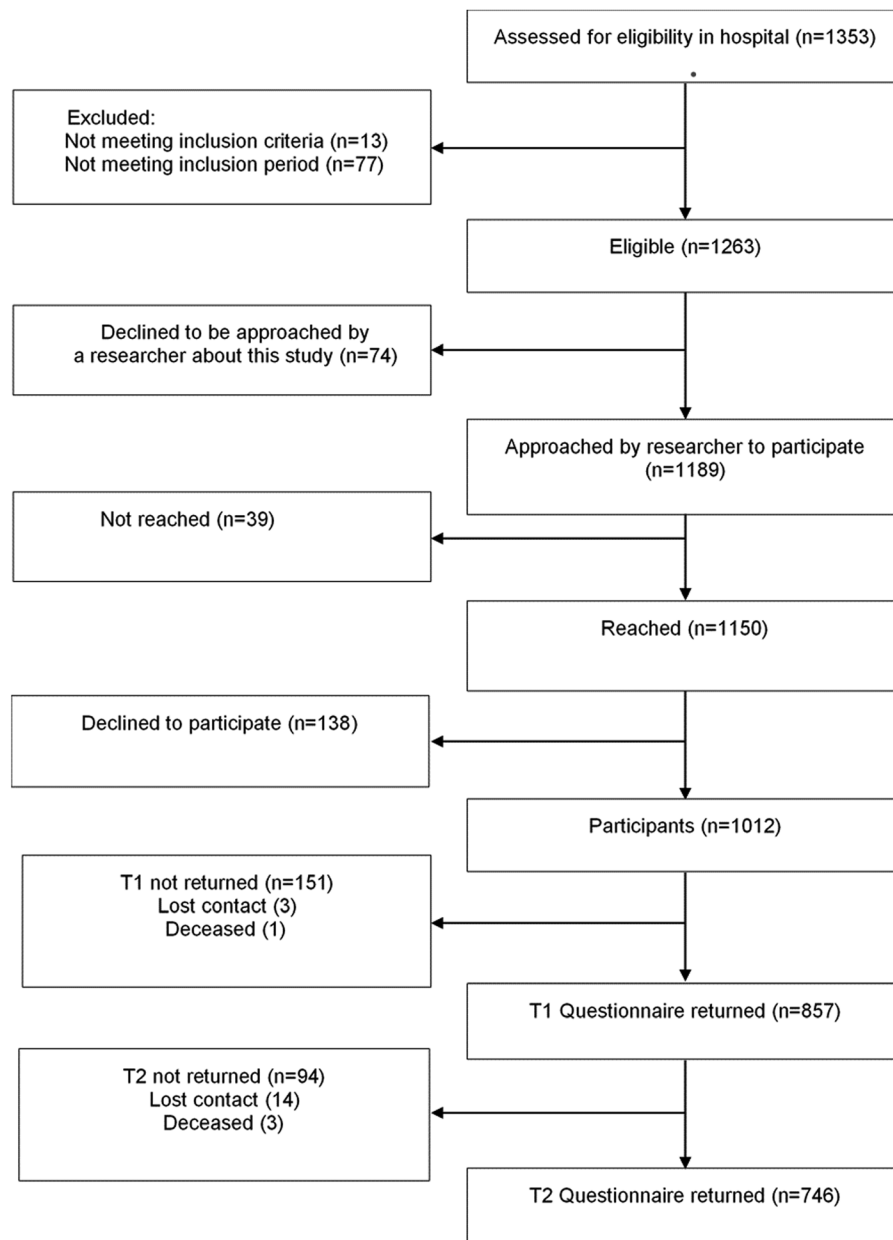 Assessed for eligibility in hospital (n=1353)
Excluded:
Not meeting inclusion criteria (n=13)
Not meeting inclusion period (n=77)
Eligible (n=1263)
Declined to be approached by
a researcher about this study (n=74)
Approached by researcher to participate
(n=1189)
Not reached (n=39)
Reached (n=1150)
Declined to participate (n=138)
Participants (n=1012)
T1 not returned (n=151)
Lost contact (3)
Deceased (1)
T1 Questionnaire returned (n=857)
T2 not returned (n=94)
Lost contact (14)
Deceased (3)
T2 Questionnaire returned (n=746)